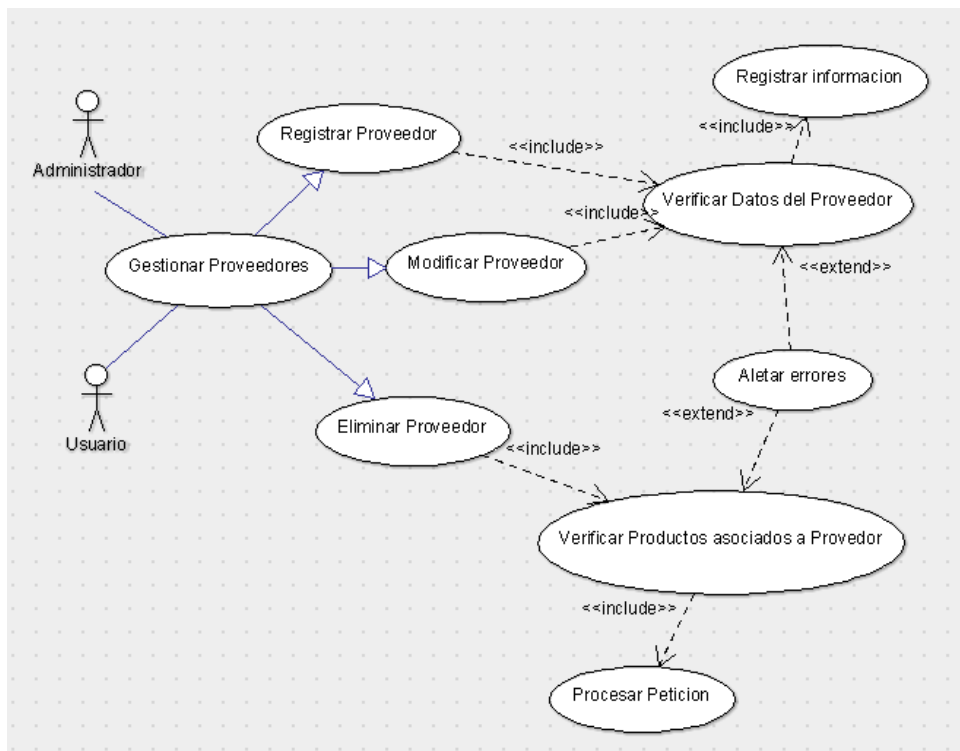 Registrar informacion
<<include>>
Registrar Proveedor
<<include>>
Administrador
Verificar Datos del Proveedor
<<include>>
Gestionar Proveedores
Modificar Proveedor
<<extend>>
Aletar errores
<<extend>>
Usuario
Eliminar Proveedor
<<include>>
Verificar Productos asociados a Provedor
<<include>>
Procesar Peticion